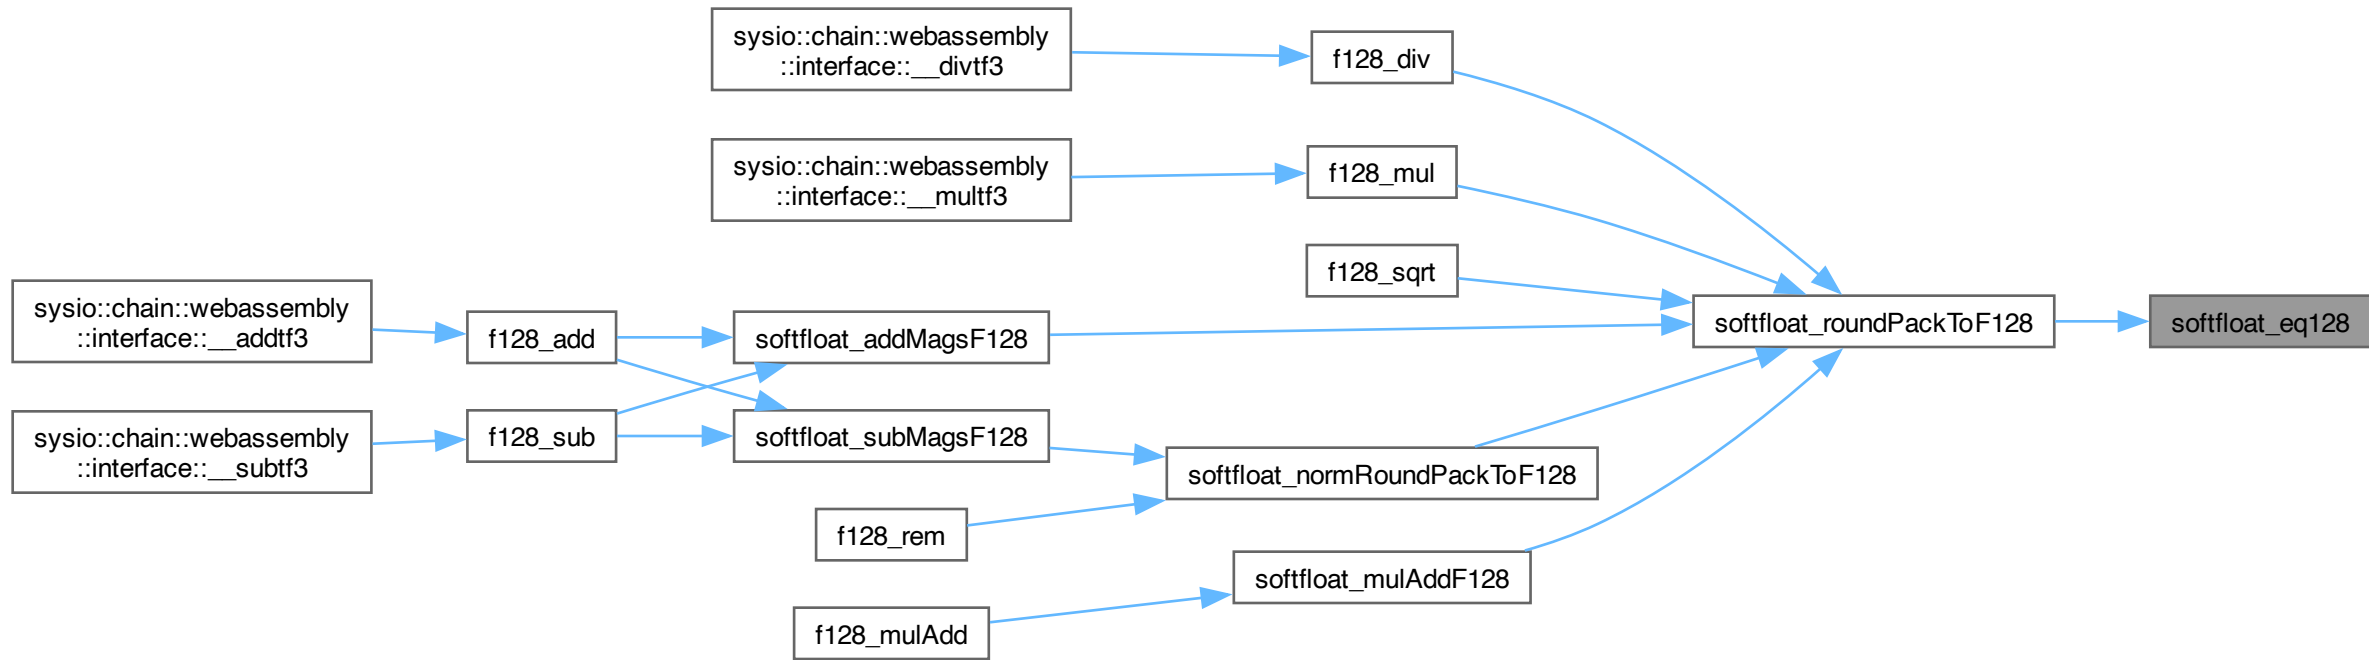 sysio::chain::webassembly
::interface::__divtf3
f128_div
sysio::chain::webassembly
::interface::__multf3
f128_mul
f128_sqrt
sysio::chain::webassembly
::interface::__addtf3
f128_add
softfloat_addMagsF128
softfloat_roundPackToF128
softfloat_eq128
sysio::chain::webassembly
::interface::__subtf3
f128_sub
softfloat_subMagsF128
softfloat_normRoundPackToF128
f128_rem
softfloat_mulAddF128
f128_mulAdd